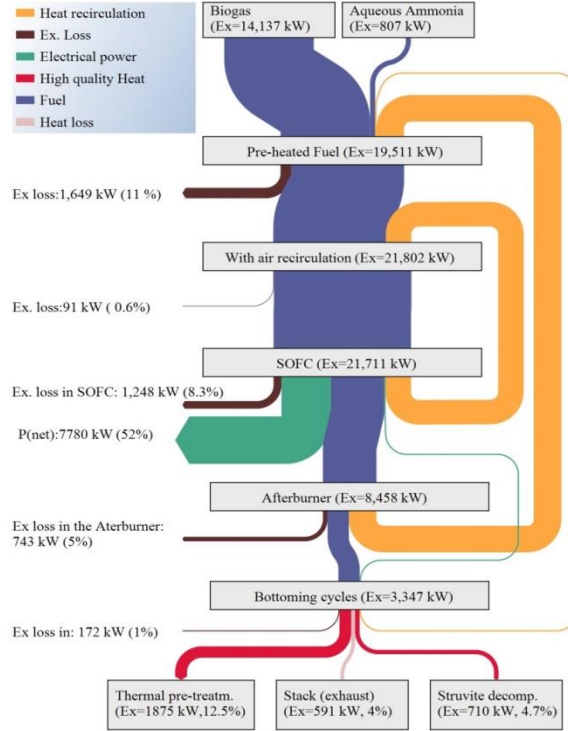 Heat recirculation
Ex. Loss
Electrical power
High quality Heat
Fuel
Heat loss
Biogas
(Ex=14,137 kW)
Aqueous Ammonia
(Ex=807 kW)
Pre-heated Fuel (Ex=19,511 kW)
Ex loss:1,649 kW (11 %)
With air recirculation (Ex=21,802 kW)
Ex. loss:91 kW ( 0.6%)
SOFC (Ex=21,711 kW)
Ex. loss in SOFC: 1,248 kW (8.3%)
P(net):7780 kW (52%)
Afterburner (Ex=8,458 kW)
Ex loss in the Aterburner:
743 kW (5%)
Bottoming cycles (Ex=3,347 kW)
Ex loss in: 172 kW (1%)
Thermal pre-treatm.
(Ex=1875 kW,12.5%)
Stack (exhaust)
(Ex=591 kW, 4%)
Struvite decomp.
(Ex=710 kW, 4.7%)